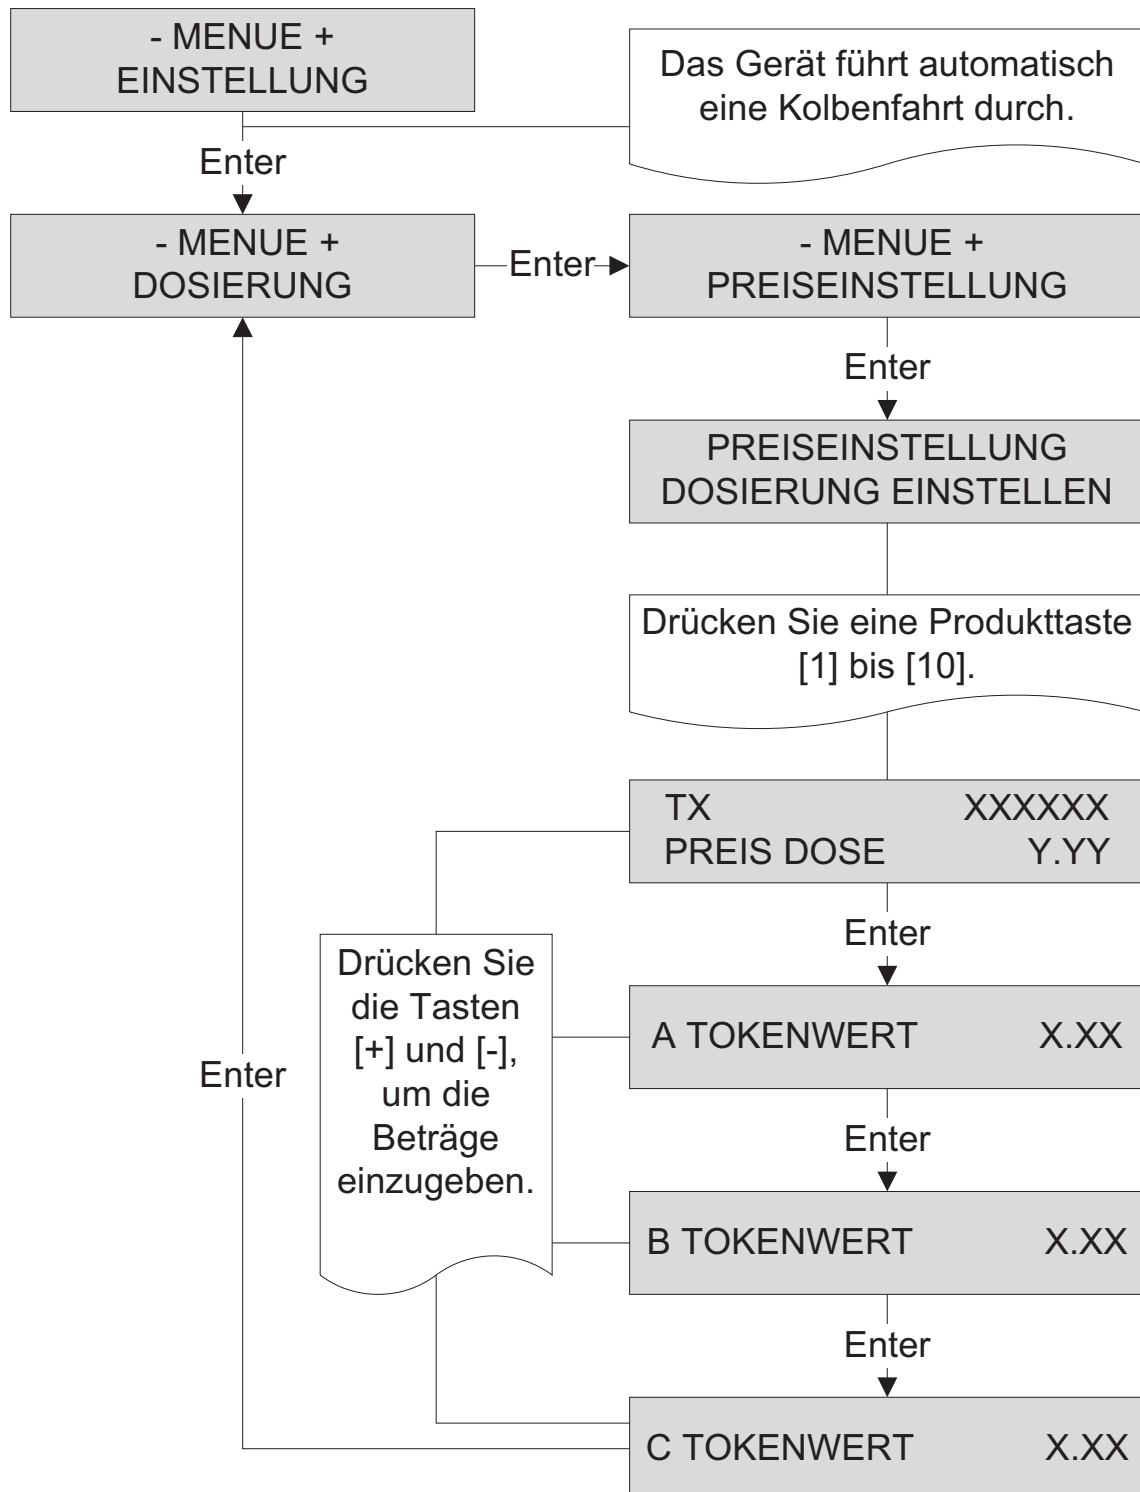 - MENUE +
EINSTELLUNG
Das Gerät führt automatisch
eine Kolbenfahrt durch.
Enter
- MENUE +
DOSIERUNG
Enter
- MENUE +
PREISEINSTELLUNG
Enter
PREISEINSTELLUNG
DOSIERUNG EINSTELLEN
Drücken Sie eine Produkttaste
[1] bis [10].
TX XXXXXX
PREIS DOSE Y.YY
Enter
Drücken Sie
die Tasten
[+] und [-],
um die
Beträge
einzugeben.
A TOKENWERT X.XX
Enter
Enter
B TOKENWERT X.XX
Enter
C TOKENWERT X.XX